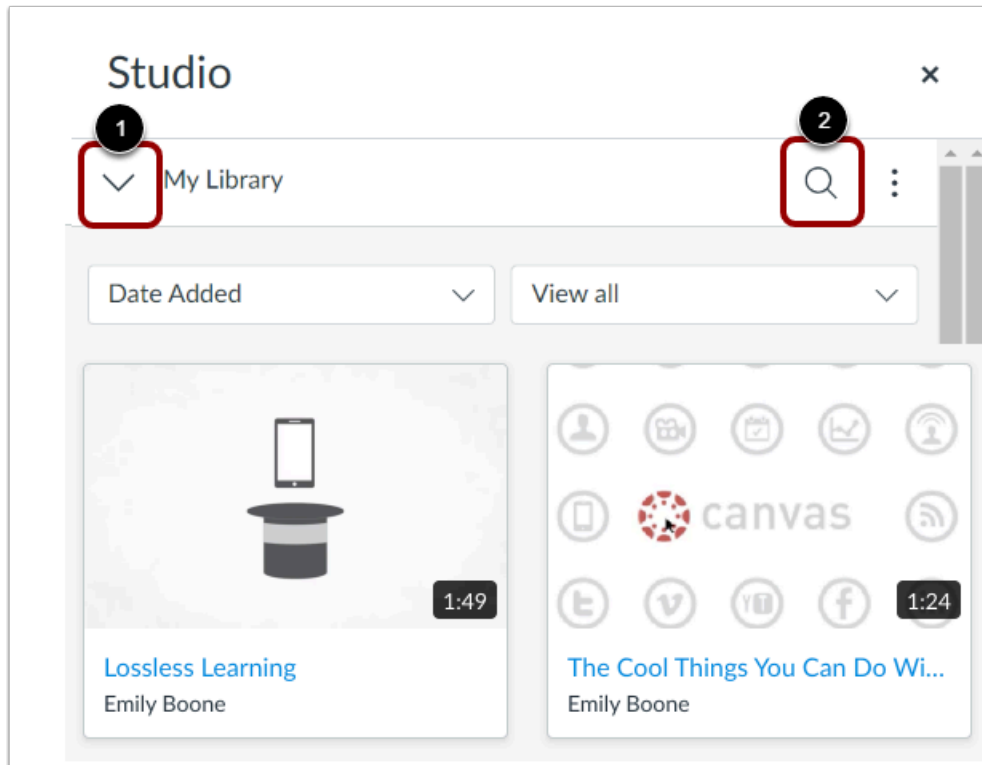 Studio
1
2
My Library
Date Added
View all
canvas
1:49
1:24
Lossless Learning
The Cool Things You Can Do Wi...
Emily Boone
Emily Boone